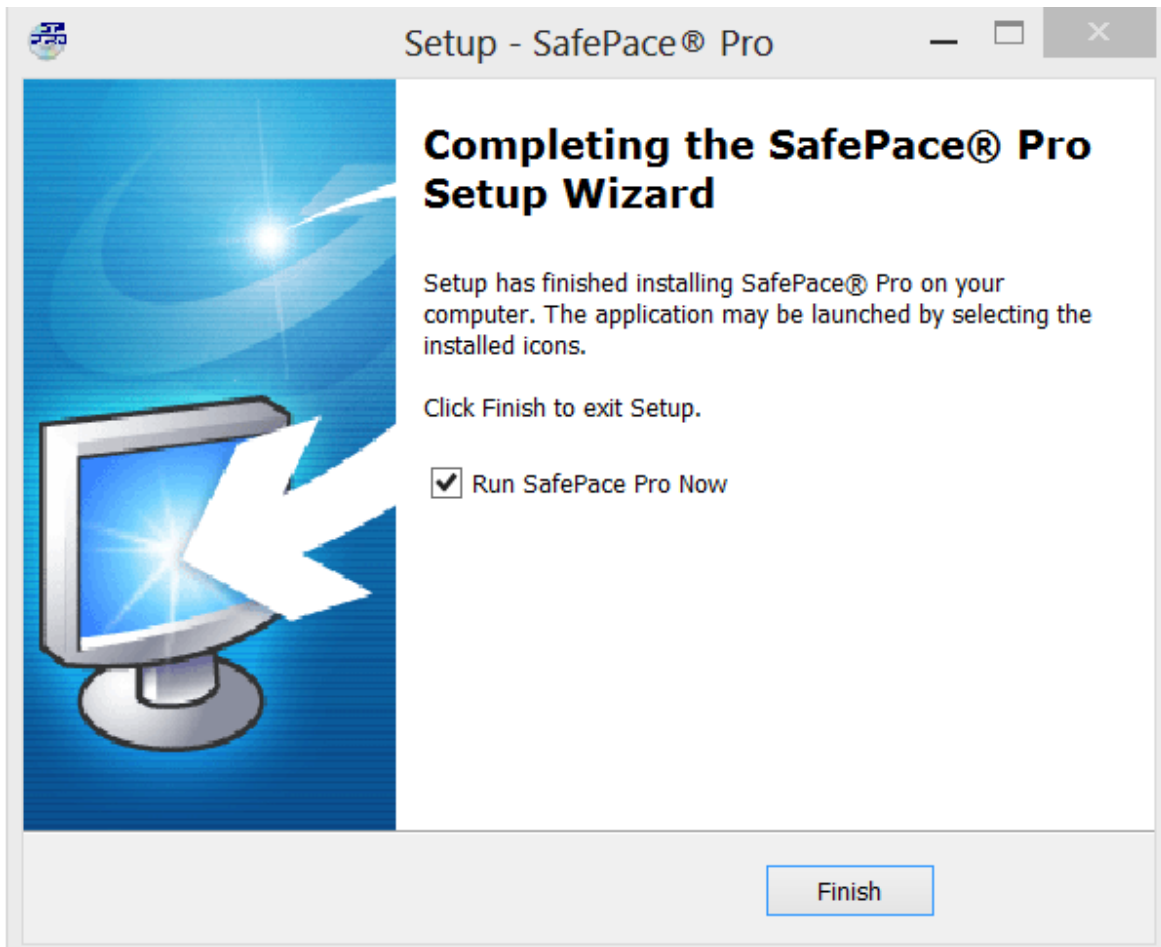 Setup - SafePace® Pro
Completing the SafePace® Pro
Setup Wizard
Setup has finished installing SafePace® Pro on your
computer. The application may be launched by selecting the
installed icons.
Click Finish to exit Setup.
Run SafePace Pro Now
Finish